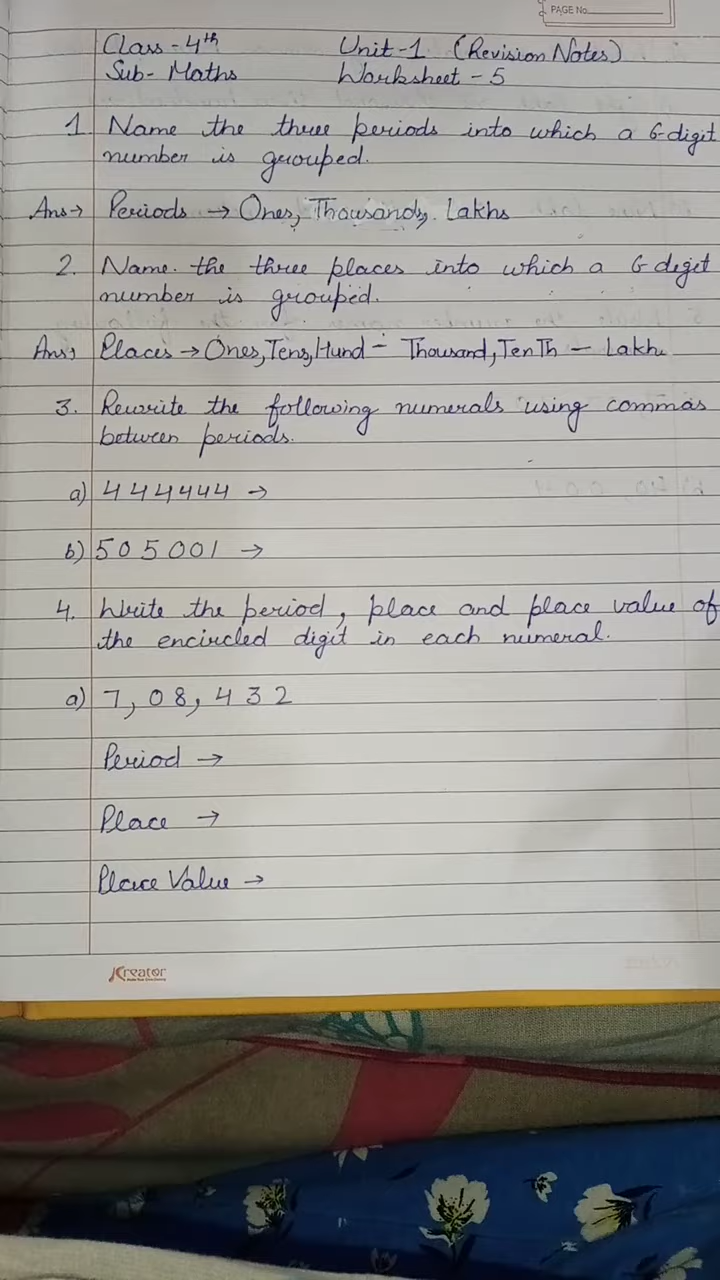 PAGE No.
Class - 4th Unit-1 (Revision Notes)
Sub- Maths Worksheet - 5
1. Name the three periods into which a 6-digit
number is grouped.
Ans→ Periods → Ones, Thousands, Lakhs
2. Name. the three places into which a 6 digit
number is grouped.
Ans→ Places → Ones, Tens, Hund - Thousand, Ten Th - Lakh
3. Rewrite the following numerals using commas
between periods.
a) 444444 →
b) 505001 →
4. Write the period, place and place value of
the encircled digit in each numeral.
a) 7, 08, 432
Period →
Place →
Place Value →
Kreator